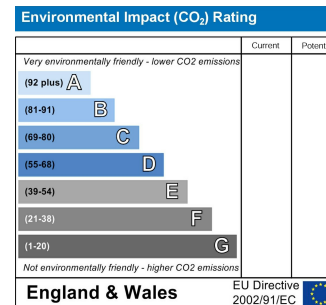 Environmental Impact (CO₂) Rating
Current Potent
Very environmentally friendly - lower CO2 emissions
(92 plus) A
(81-91) B
(69-80) C
(55-68) D
(39-54) E
(21-38) F
(1-20) G
Not environmentally friendly - higher CO2 emissions
England & Wales
EU Directive
2002/91/EC